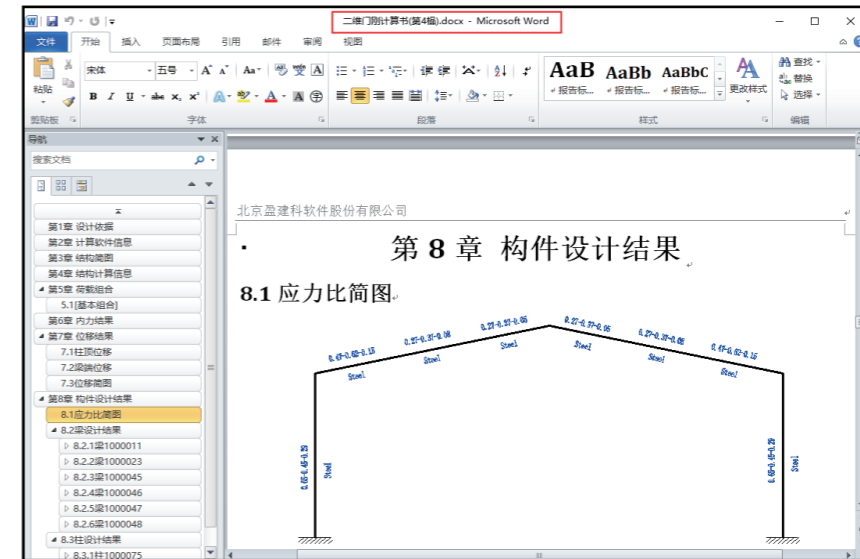 二维门刚计算书(第4榀).docx - Microsoft Word
文件 开始 插入 页面布局 引用 邮件 审阅 视图
宋体 五号
粘贴
B I U abc x₂ x²
AaB AaBb AaBbC
报告标... 报告标... 报告标...
更改样式
查找
替换
选择
剪贴板 字体 段落 样式 编辑
导航
搜索文档
第1章 设计依据
第2章 计算软件信息
第3章 结构简图
第4章 结构计算信息
第5章 荷载组合
5.1[基本组合]
第6章 内力结果
第7章 位移结果
7.1柱顶位移
7.2梁端位移
7.3位移简图
第8章 构件设计结果
8.1应力比简图
8.2梁设计结果
8.2.1梁1000011
8.2.2梁1000023
8.2.3梁1000045
8.2.4梁1000046
8.2.5梁1000047
8.2.6梁1000048
8.3柱设计结果
8.3.1柱1000075
北京盈建科软件股份有限公司
第 8 章 构件设计结果
8.1 应力比简图
Steel
Steel
Steel
Steel
Steel
Steel
Steel
Steel